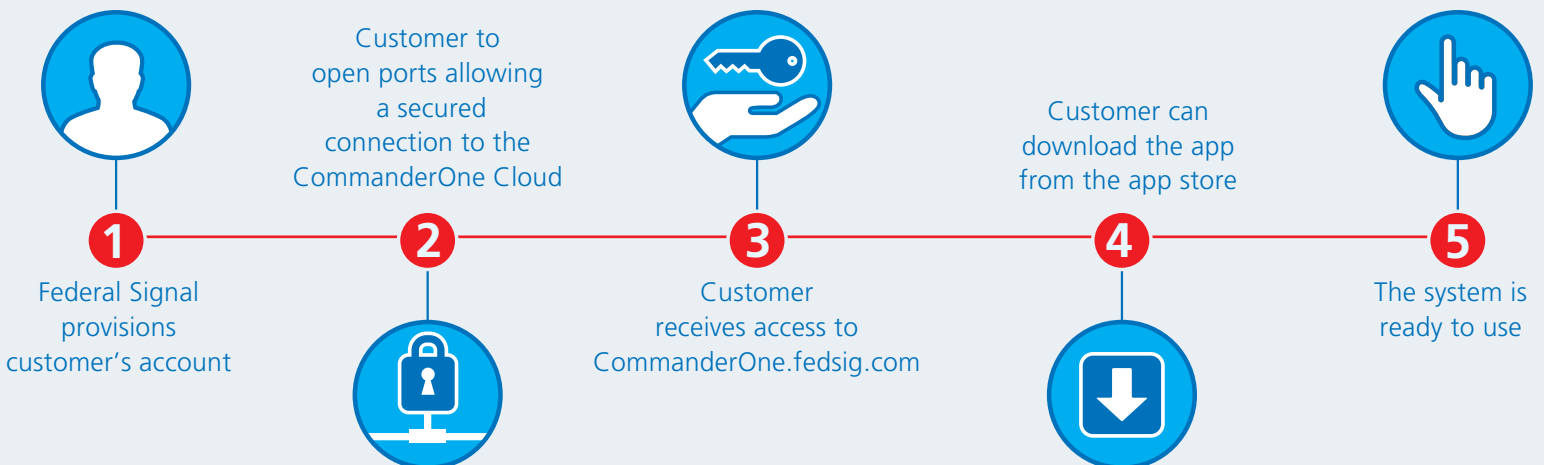 1
Federal Signal
provisions
customer's account
Customer to
open ports allowing
a secured
connection to the
CommanderOne Cloud
2
3
Customer
receives access to
CommanderOne.fedsig.com
Customer can
download the app
from the app store
4
5
The system is
ready to use